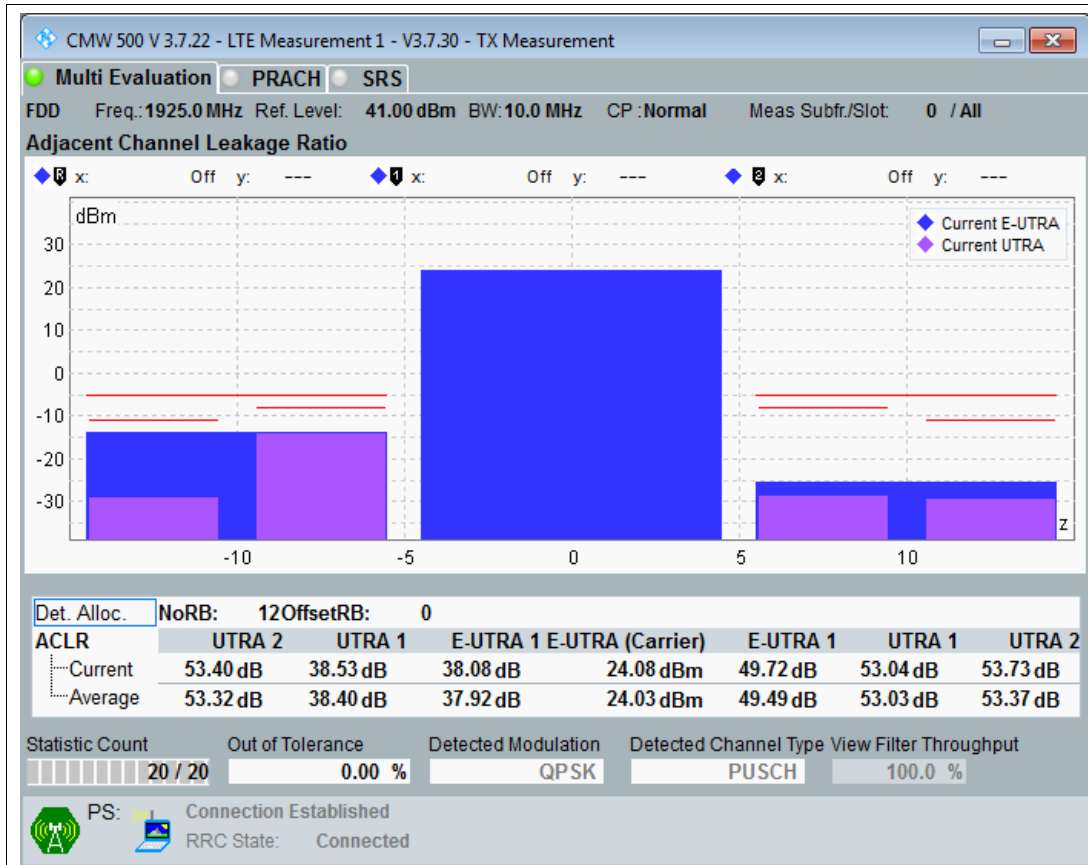 CMW 500 V 3.7.22 - LTE Measurement 1 - V3.7.30 - TX Measurement
Multi Evaluation PRACH SRS
FDD Freq.: 1925.0 MHz Ref. Level: 41.00 dBm BW: 10.0 MHz CP : Normal Meas Subfr./Slot: 0 / All
Adjacent Channel Leakage Ratio
R x: Off y: --- 1 x: Off y: --- 2 x: Off y: ---
dBm
Current E-UTRA
Current UTRA
30
20
10
0
-10
-20
-30
z
-10 -5 0 5 10
Det. Alloc. NoRB: 12 OffsetRB: 0
ACLR UTRA 2 UTRA 1 E-UTRA 1 E-UTRA (Carrier) E-UTRA 1 UTRA 1 UTRA 2
Current 53.40 dB 38.53 dB 38.08 dB 24.08 dBm 49.72 dB 53.04 dB 53.73 dB
Average 53.32 dB 38.40 dB 37.92 dB 24.03 dBm 49.49 dB 53.03 dB 53.37 dB
Statistic Count Out of Tolerance Detected Modulation Detected Channel Type View Filter Throughput
20 / 20 0.00 % QPSK PUSCH 100.0 %
PS: Connection Established
RRC State: Connected